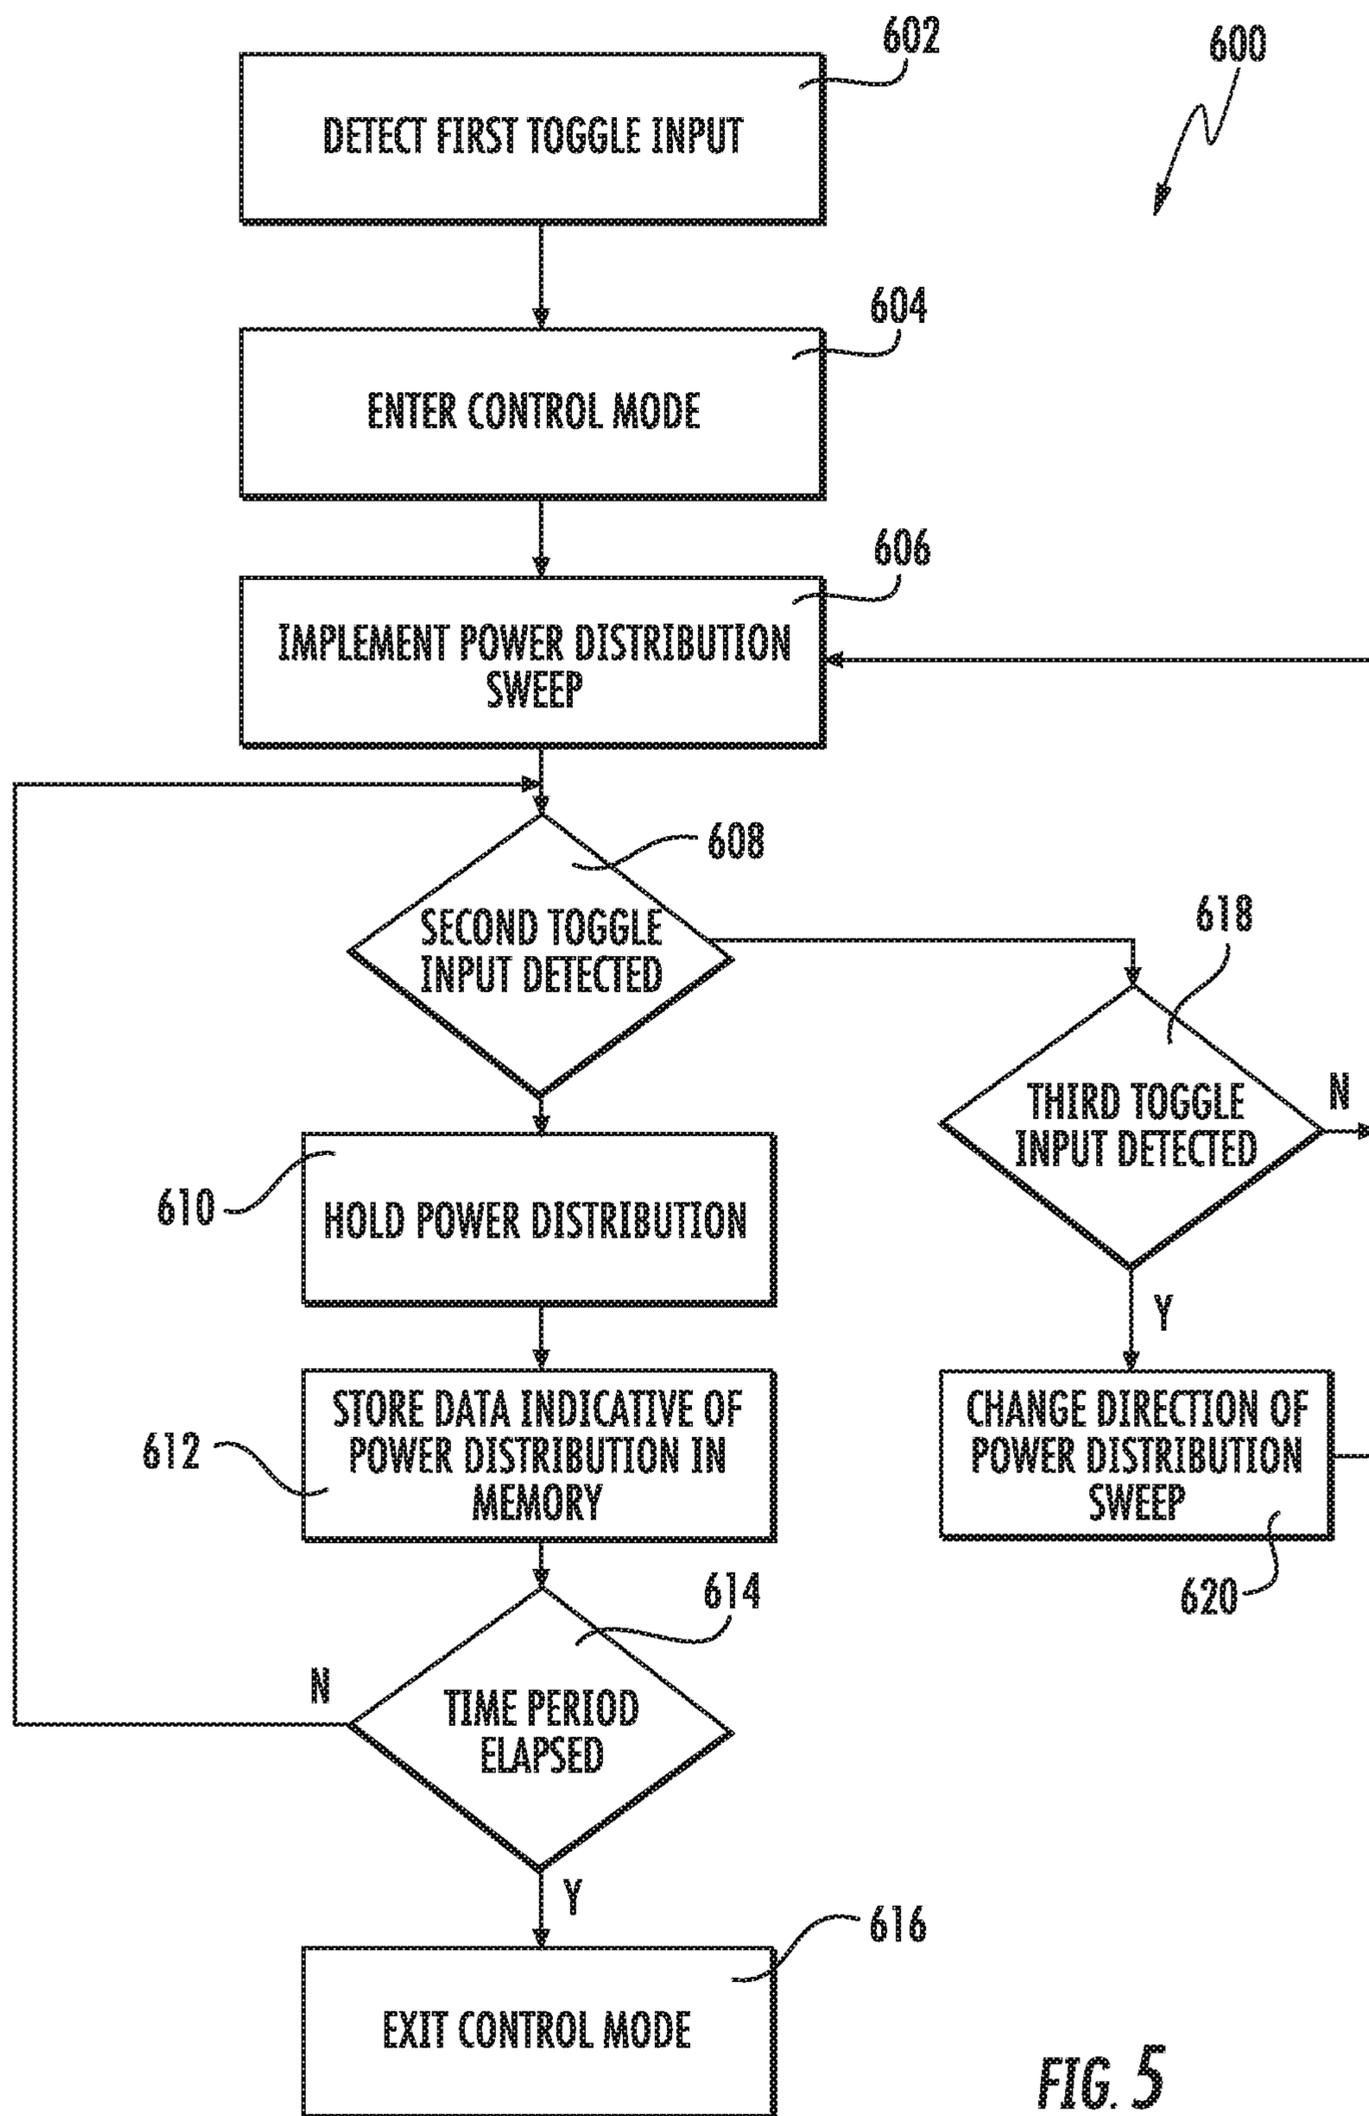 602
600
DETECT FIRST TOGGLE INPUT
604
ENTER CONTROL MODE
606
IMPLEMENT POWER DISTRIBUTION
SWEEP
608
SECOND TOGGLE
INPUT DETECTED
618
THIRD TOGGLE
INPUT DETECTED
N
610
HOLD POWER DISTRIBUTION
Y
612
STORE DATA INDICATIVE OF
POWER DISTRIBUTION IN
MEMORY
CHANGE DIRECTION OF
POWER DISTRIBUTION
SWEEP
620
614
N
TIME PERIOD
ELAPSED
Y
616
EXIT CONTROL MODE
FIG. 5